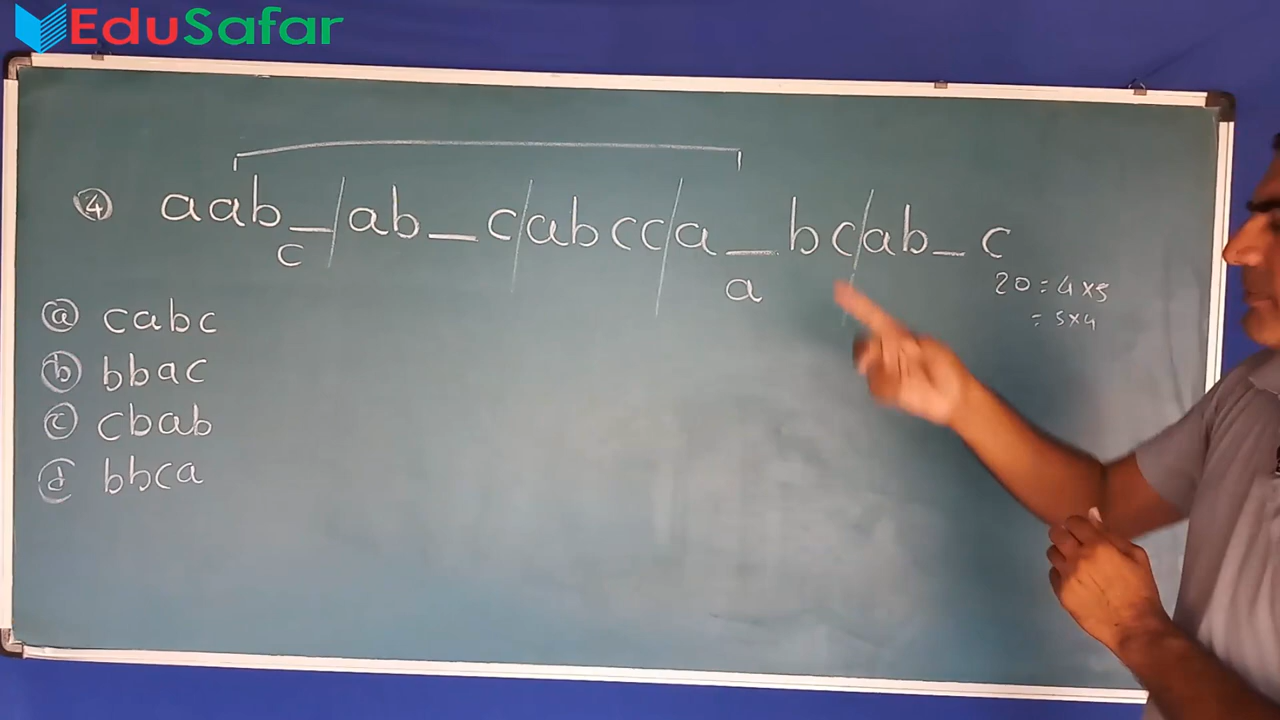 EduSafar
④ aab_/ab_c/abcc/a_bc/ab_c
c a
20 = 4×5
= 5×4
ⓐ cabc
ⓑ bbac
ⓒ cbab
ⓓ bbca